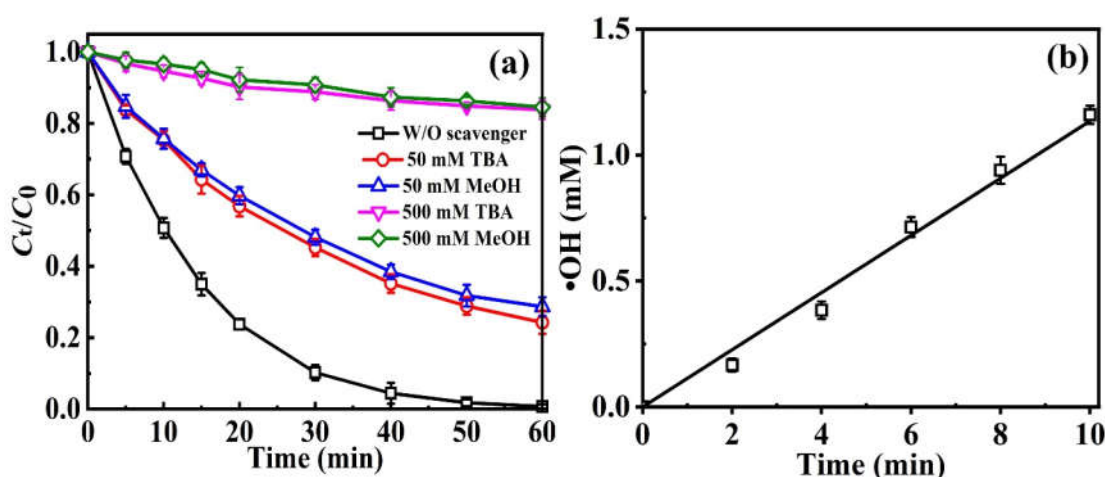 (a)
Ct/C0
1.0
0.8
0.6
0.4
0.2
0.0
W/O scavenger
50 mM TBA
50 mM MeOH
500 mM TBA
500 mM MeOH
0 10 20 30 40 50 60
Time (min)
(b)
•OH (mM)
1.5
1.0
0.5
0.0
0 2 4 6 8 10
Time (min)